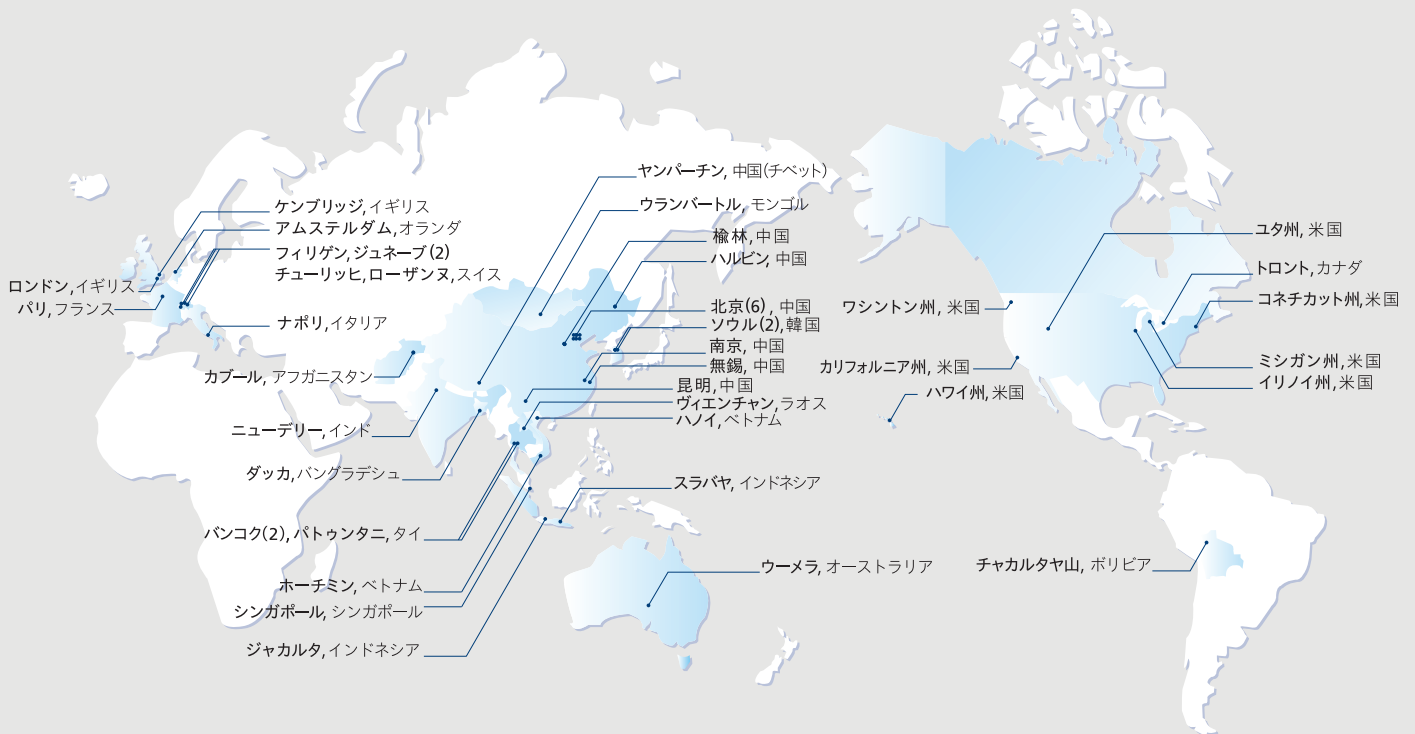 ケンブリッジ,イギリス
アムステルダム,オランダ
フィリゲン,ジュネーブ(2)
チューリッヒ,ローザンヌ,スイス
ロンドン,イギリス
パリ,フランス
ナポリ,イタリア
カブール,アフガニスタン
ニューデリー,インド
ダッカ,バングラデシュ
バンコク(2),パトゥンタニ,タイ
ホーチミン,ベトナム
シンガポール,シンガポール
ジャカルタ,インドネシア
ヤンパーチン,中国(チベット)
ウランバートル,モンゴル
楡林,中国
ハルビン,中国
北京(6),中国
ソウル(2),韓国
南京,中国
無錫,中国
昆明,中国
ヴィエンチャン,ラオス
ハノイ,ベトナム
スラバヤ,インドネシア
ウーメラ,オーストラリア
ワシントン州,米国
カリフォルニア州,米国
ハワイ州,米国
チャカルタヤ山,ボリビア
ユタ州,米国
トロント,カナダ
コネチカット州,米国
ミシガン州,米国
イリノイ州,米国